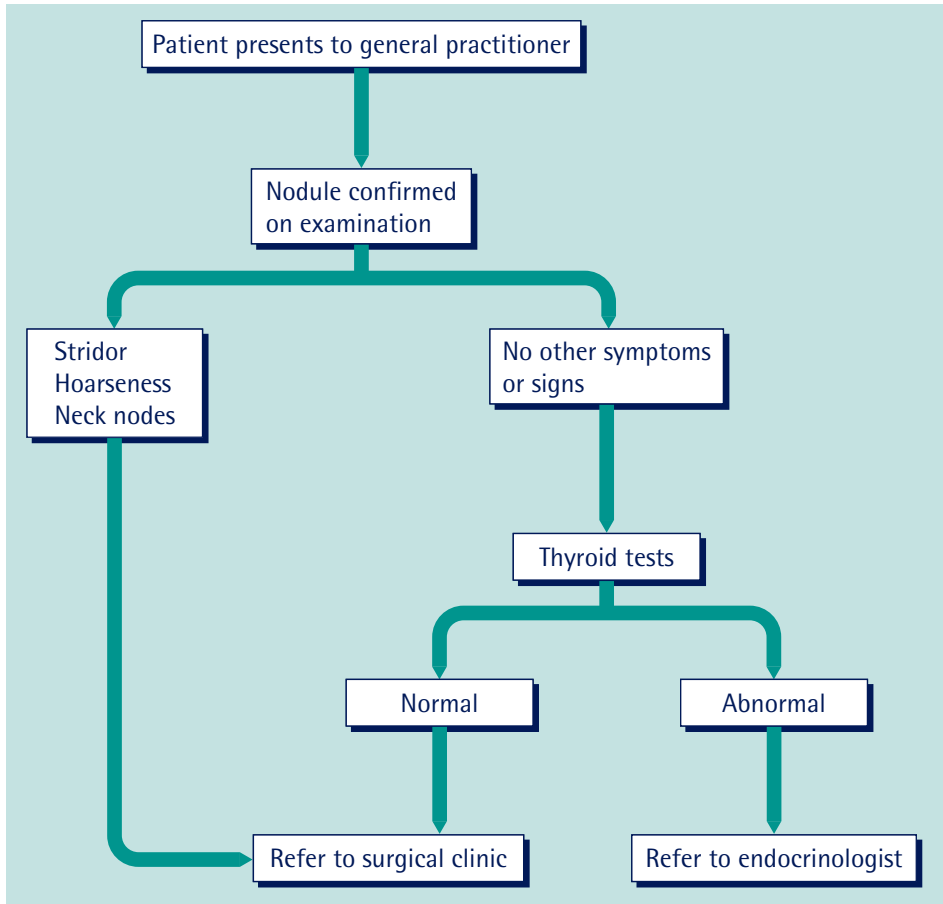 Patient presents to general practitioner
Nodule confirmed
on examination
Stridor
Hoarseness
Neck nodes
No other symptoms
or signs
Thyroid tests
Normal
Abnormal
Refer to surgical clinic
Refer to endocrinologist